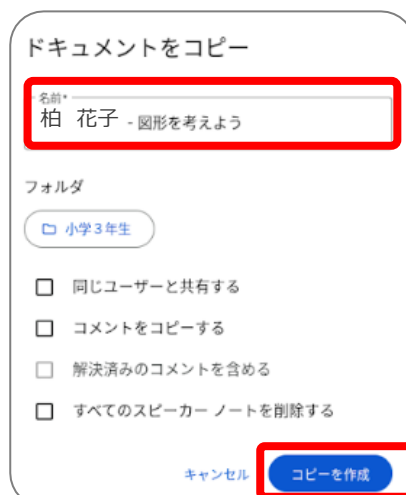 ドキュメントをコピー
名前*
柏 花子 - 図形を考えよう
フォルダ
小学3年生
同じユーザーと共有する
コメントをコピーする
解決済みのコメントを含める
すべてのスピーカー ノートを削除する
キャンセル コピーを作成